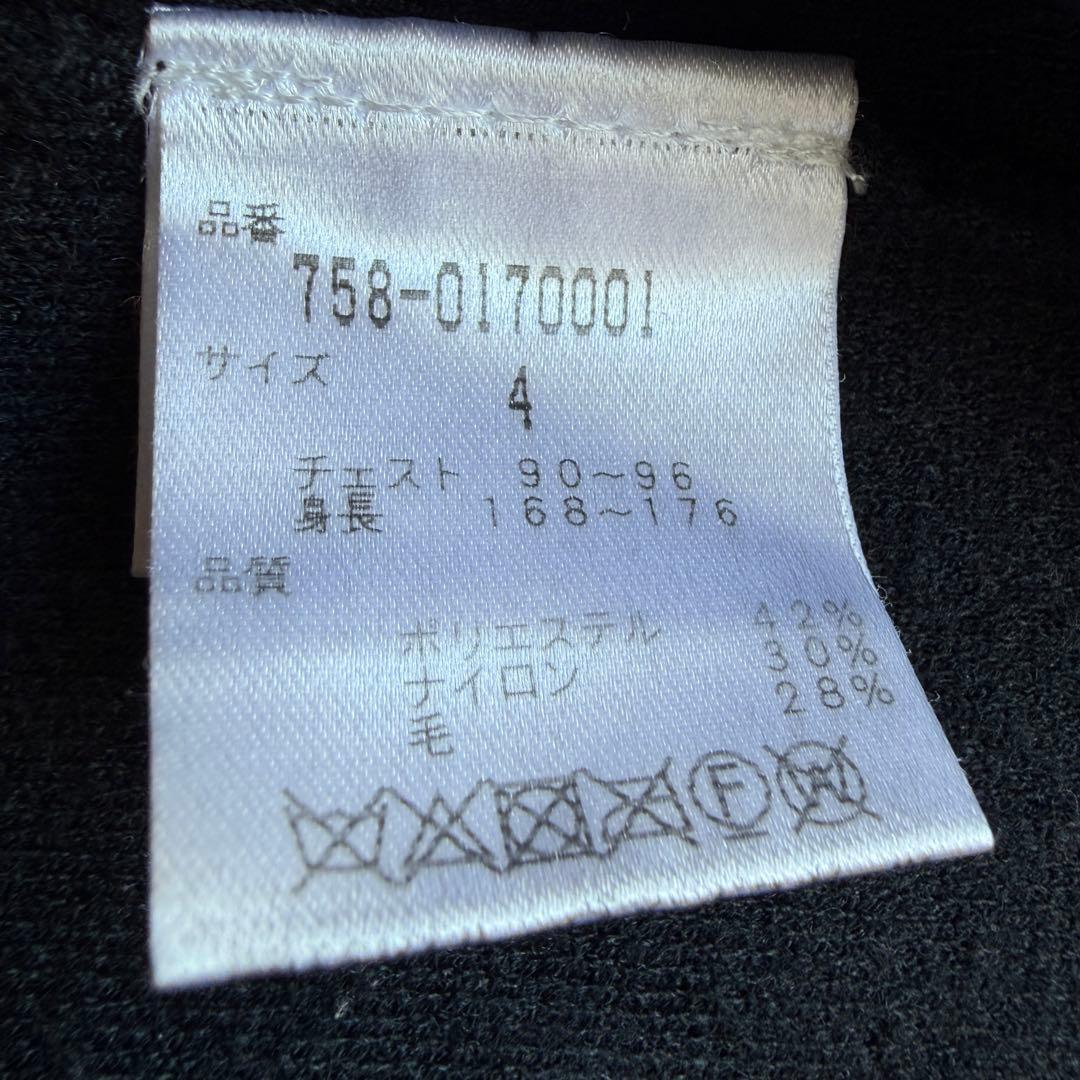 品番
758-0170001
サイズ
4
チェスト 90~96
身長 168~176
品質
ポリエステル 42%
ナイロン 30%
毛 28%
F
W